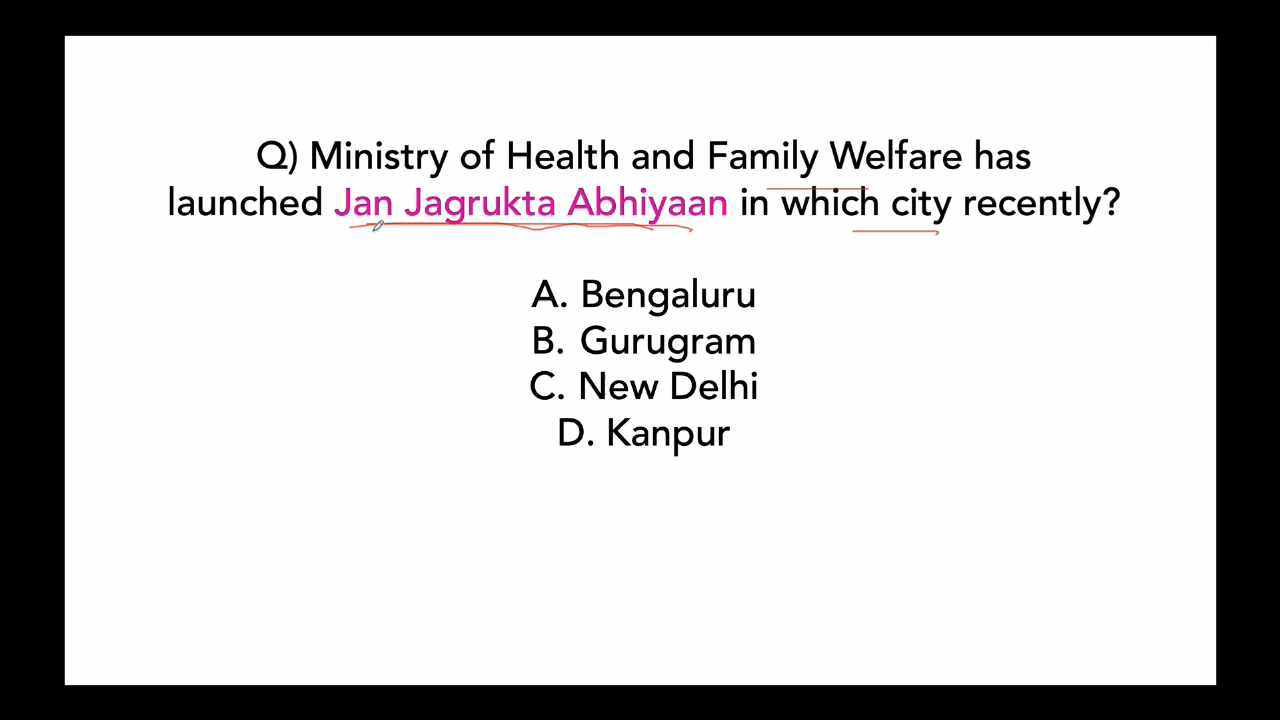 Q) Ministry of Health and Family Welfare has
launched Jan Jagrukta Abhiyaan in which city recently?
A. Bengaluru
B. Gurugram
C. New Delhi
D. Kanpur